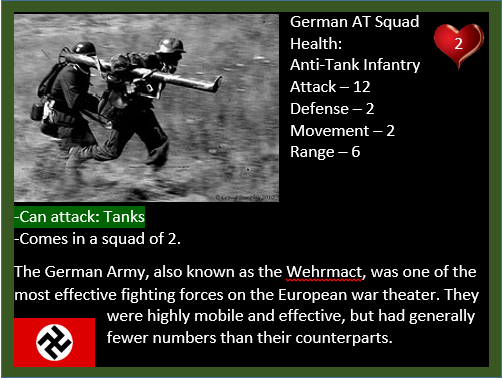 German AT Squad
Health:
2
Anti-Tank Infantry
Attack – 12
Defense – 2
Movement – 2
Range – 6
-Can attack: Tanks
-Comes in a squad of 2.
The German Army, also known as the Wehrmact, was one of the
most effective fighting forces on the European war theater. They
were highly mobile and effective, but had generally
fewer numbers than their counterparts.